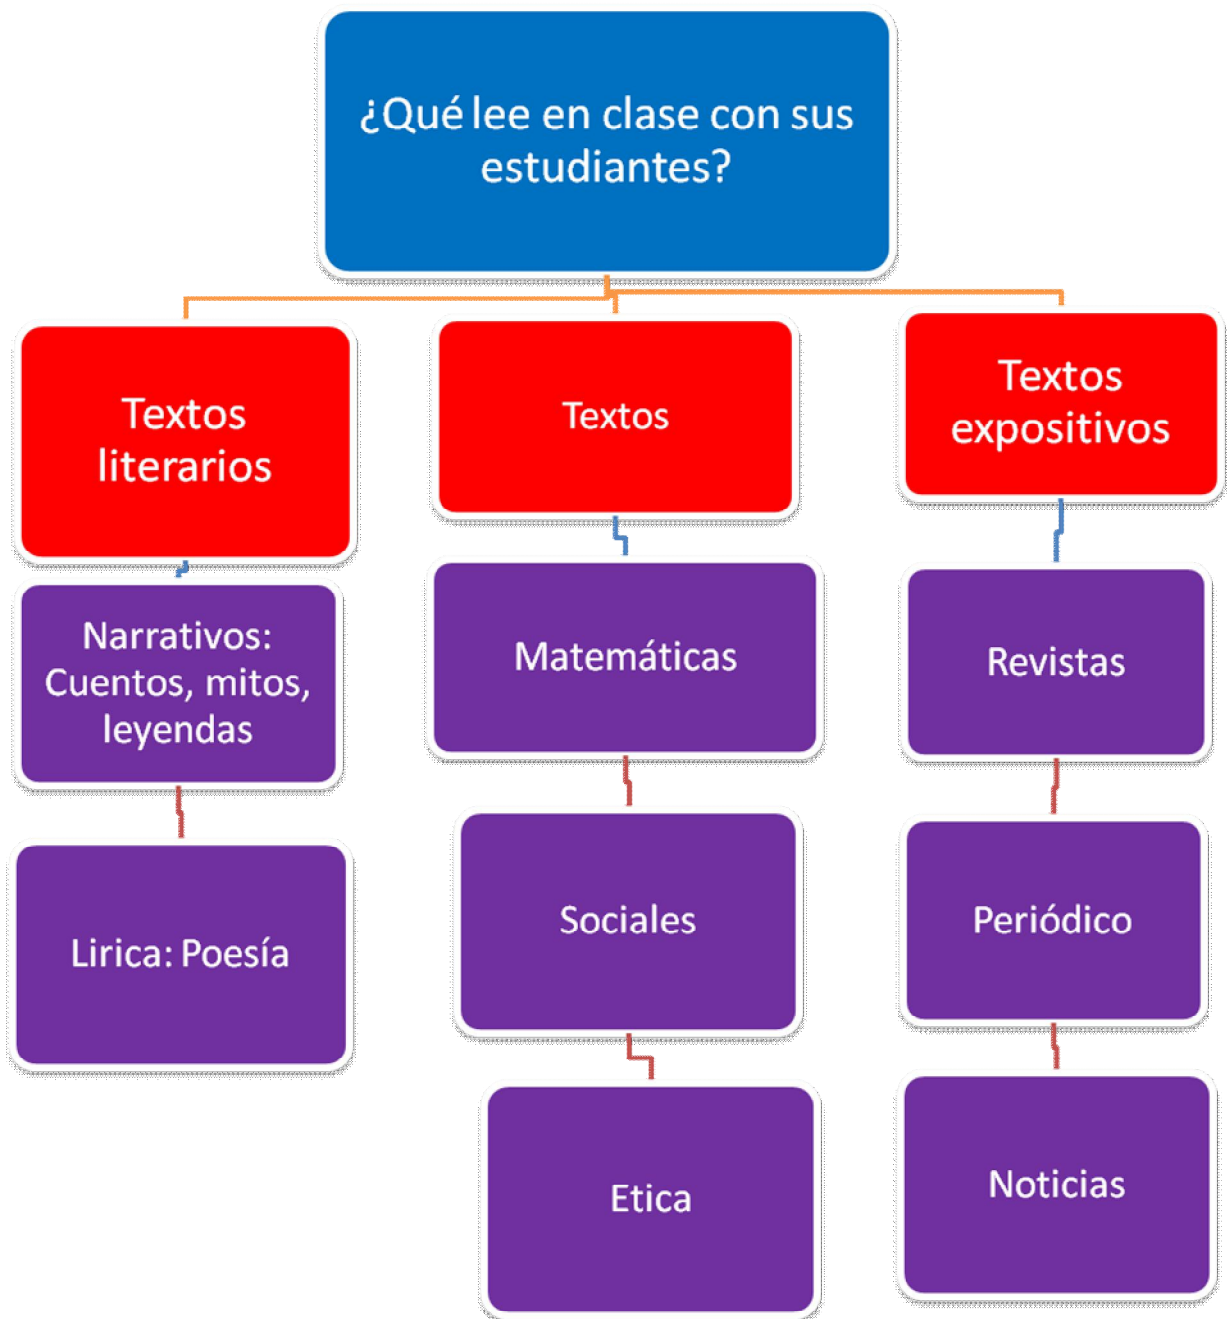 ¿Qué lee en clase con sus
estudiantes?
Textos
literarios
Textos
Textos
expositivos
Narrativos:
Cuentos, mitos,
leyendas
Matemáticas
Revistas
Lirica: Poesía
Sociales
Periódico
Etica
Noticias